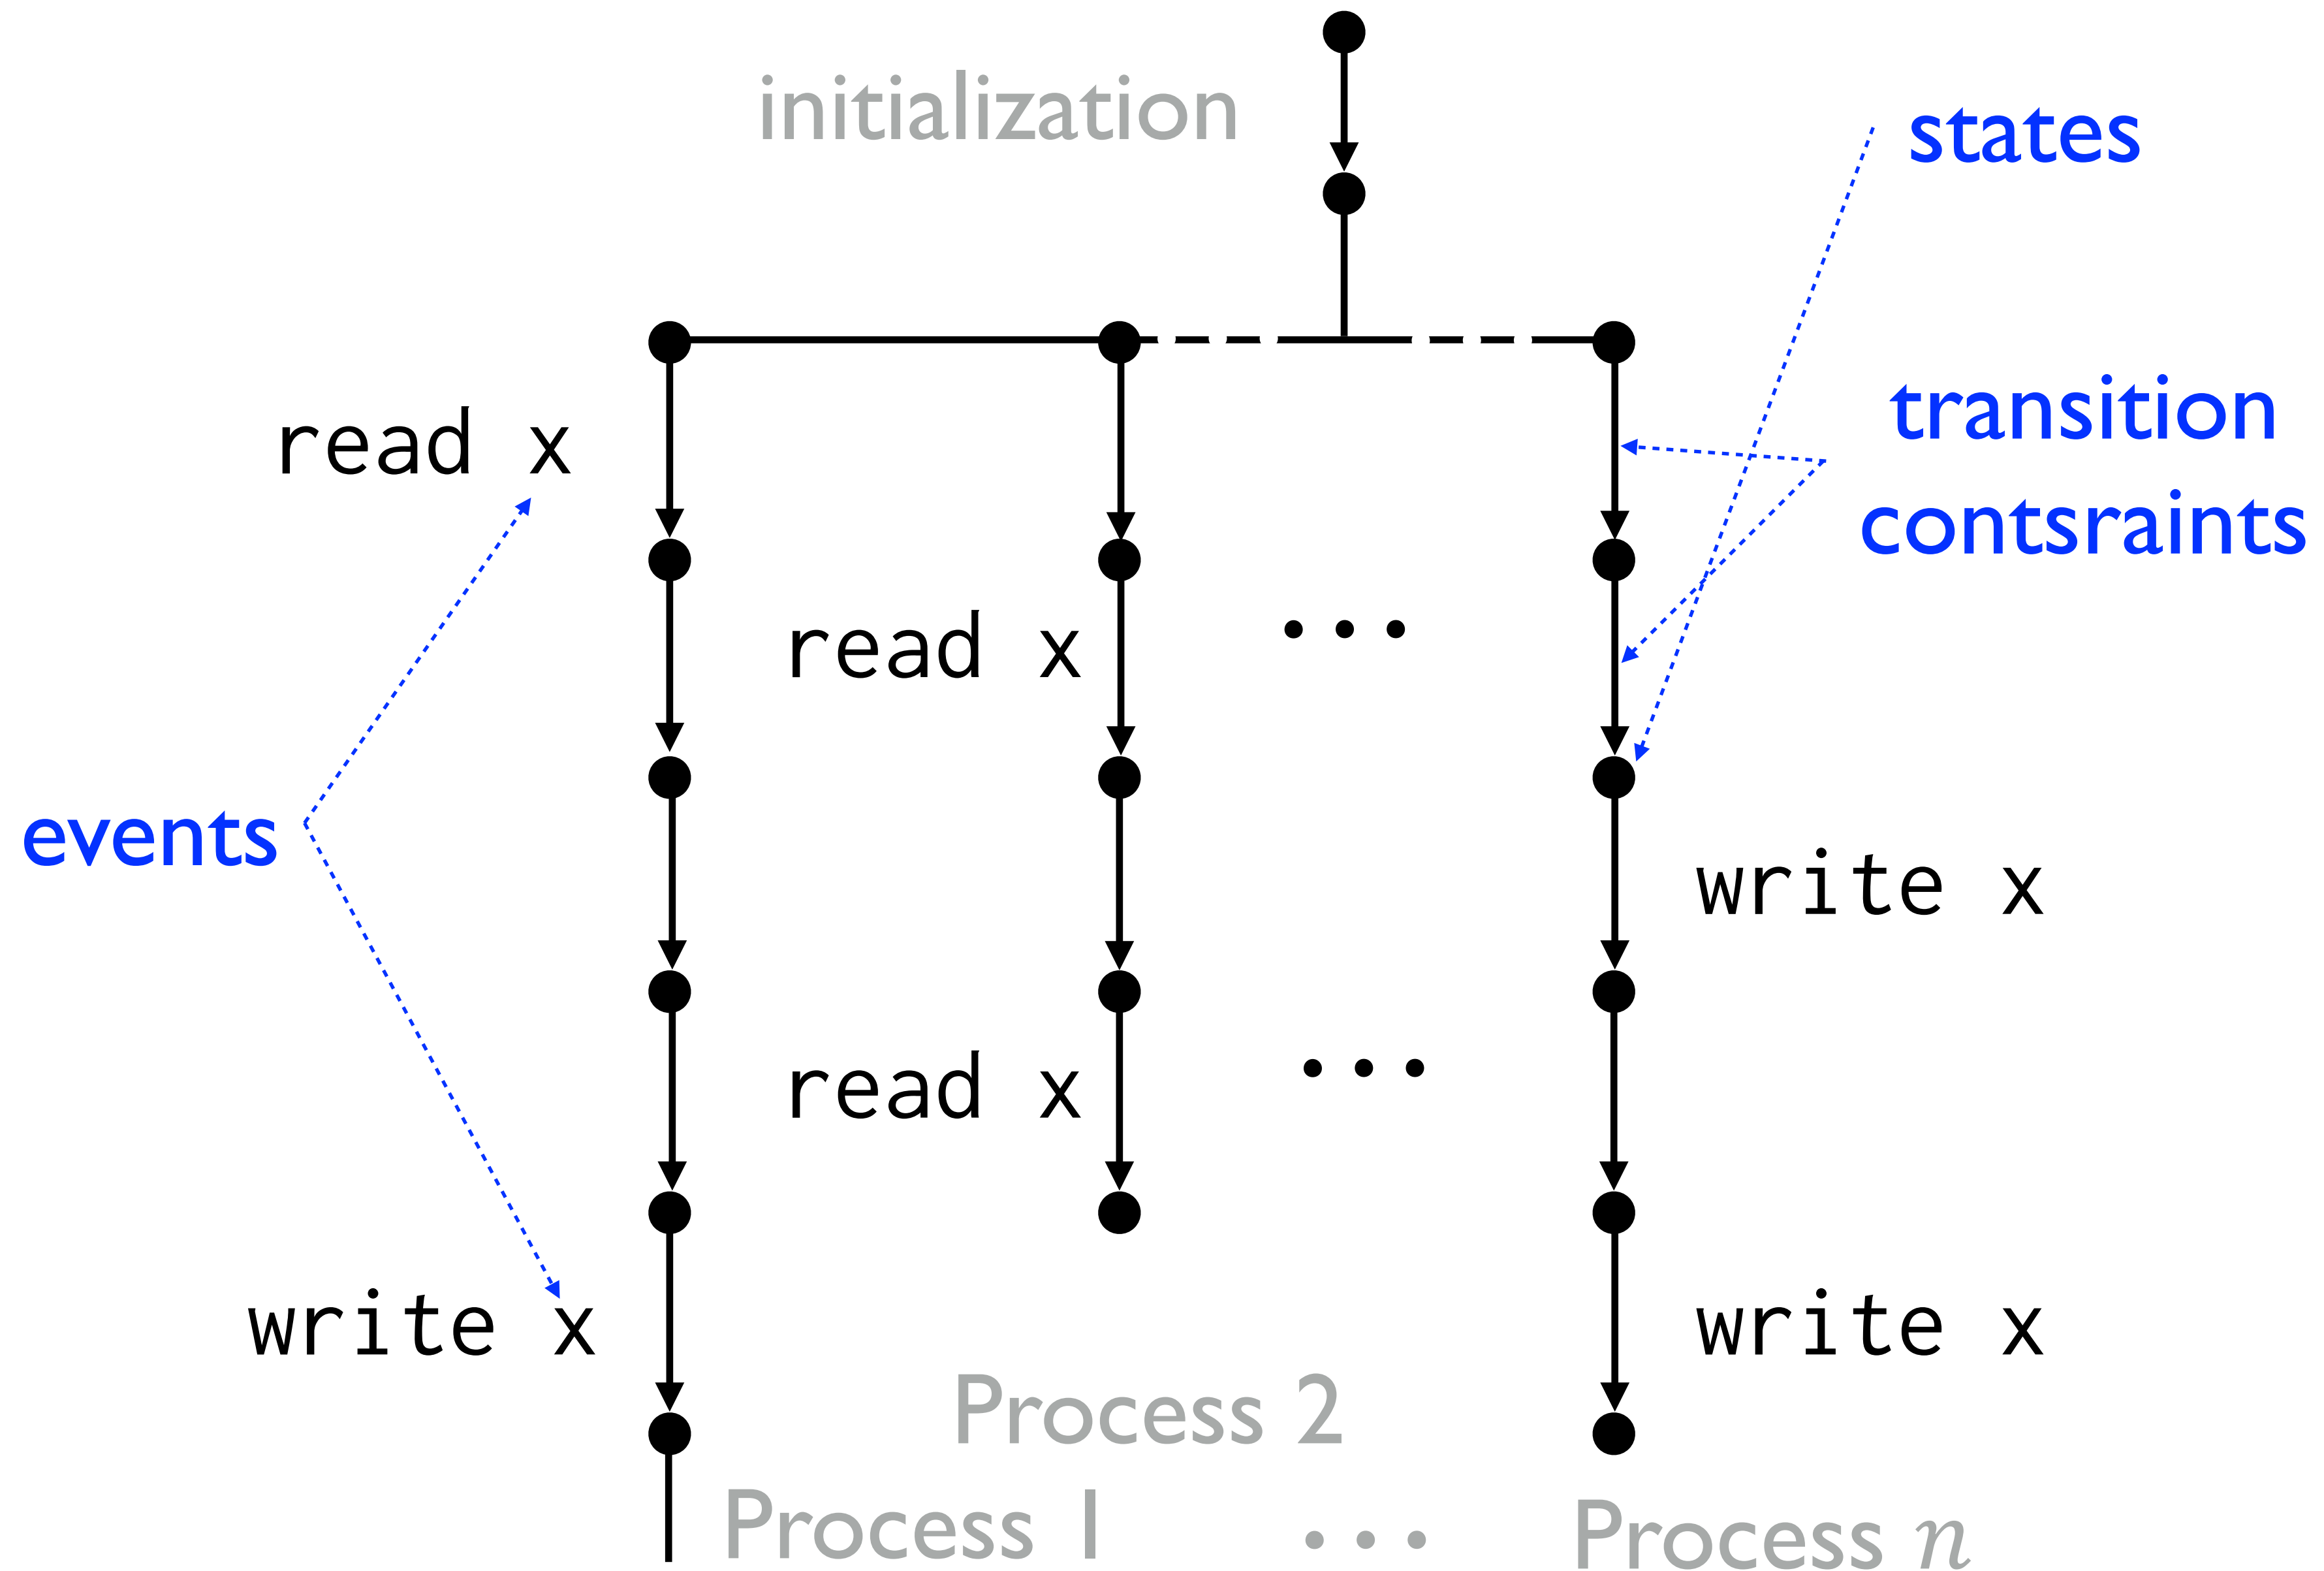 initialization
states
transition
contsraints
read x
read x
events
write x
read x
write x
write x
Process 2
Process 1
Process n